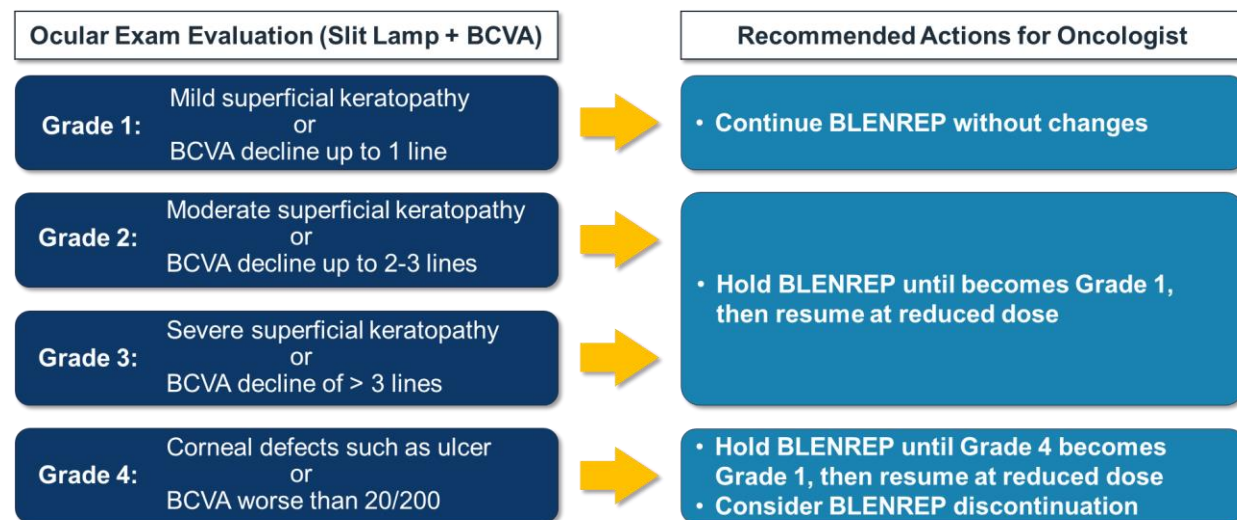 Ocular Exam Evaluation (Slit Lamp + BCVA)
Recommended Actions for Oncologist
Grade 1:
Mild superficial keratopathy
or
BCVA decline up to 1 line
• Continue BLENREP without changes
Grade 2:
Moderate superficial keratopathy
or
BCVA decline up to 2-3 lines
• Hold BLENREP until becomes Grade 1,
then resume at reduced dose
Grade 3:
Severe superficial keratopathy
or
BCVA decline of > 3 lines
Grade 4:
Corneal defects such as ulcer
or
BCVA worse than 20/200
• Hold BLENREP until Grade 4 becomes
Grade 1, then resume at reduced dose
• Consider BLENREP discontinuation